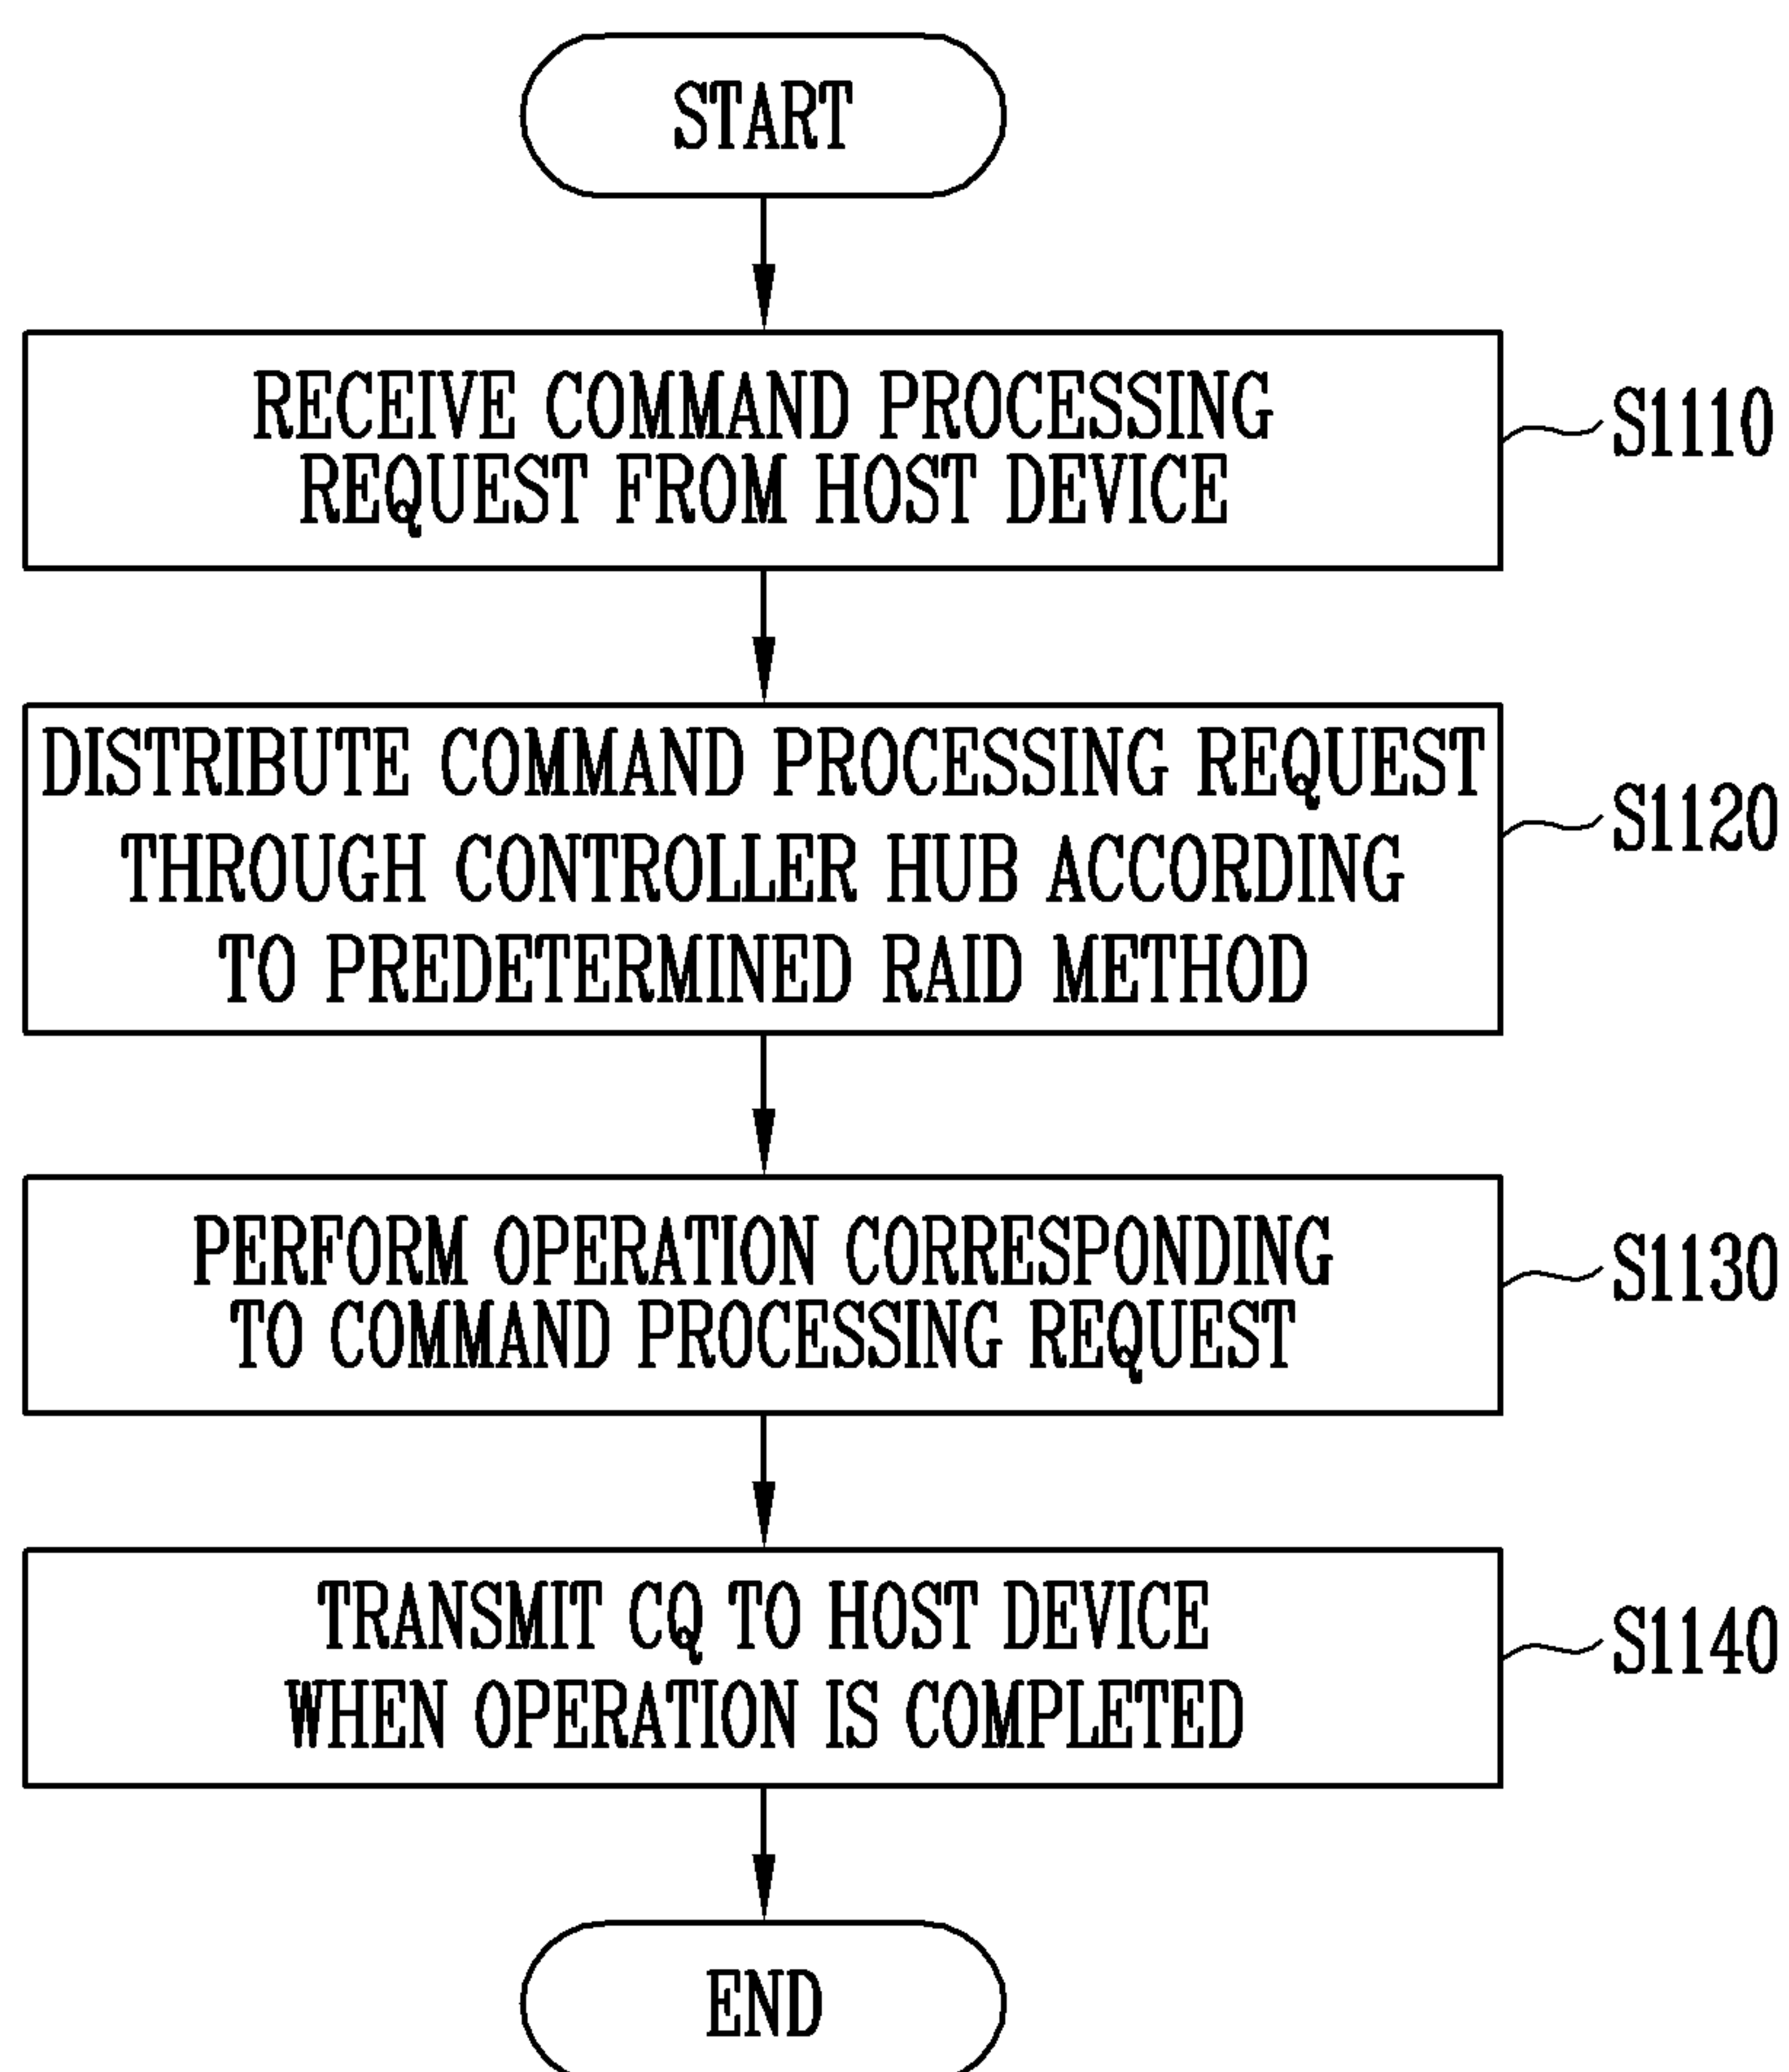 START
RECEIVE COMMAND PROCESSING
REQUEST FROM HOST DEVICE
S1110
DISTRIBUTE COMMAND PROCESSING REQUEST
THROUGH CONTROLLER HUB ACCORDING
TO PREDETERMINED RAID METHOD
S1120
PERFORM OPERATION CORRESPONDING
TO COMMAND PROCESSING REQUEST
S1130
TRANSMIT CQ TO HOST DEVICE
WHEN OPERATION IS COMPLETED
S1140
END